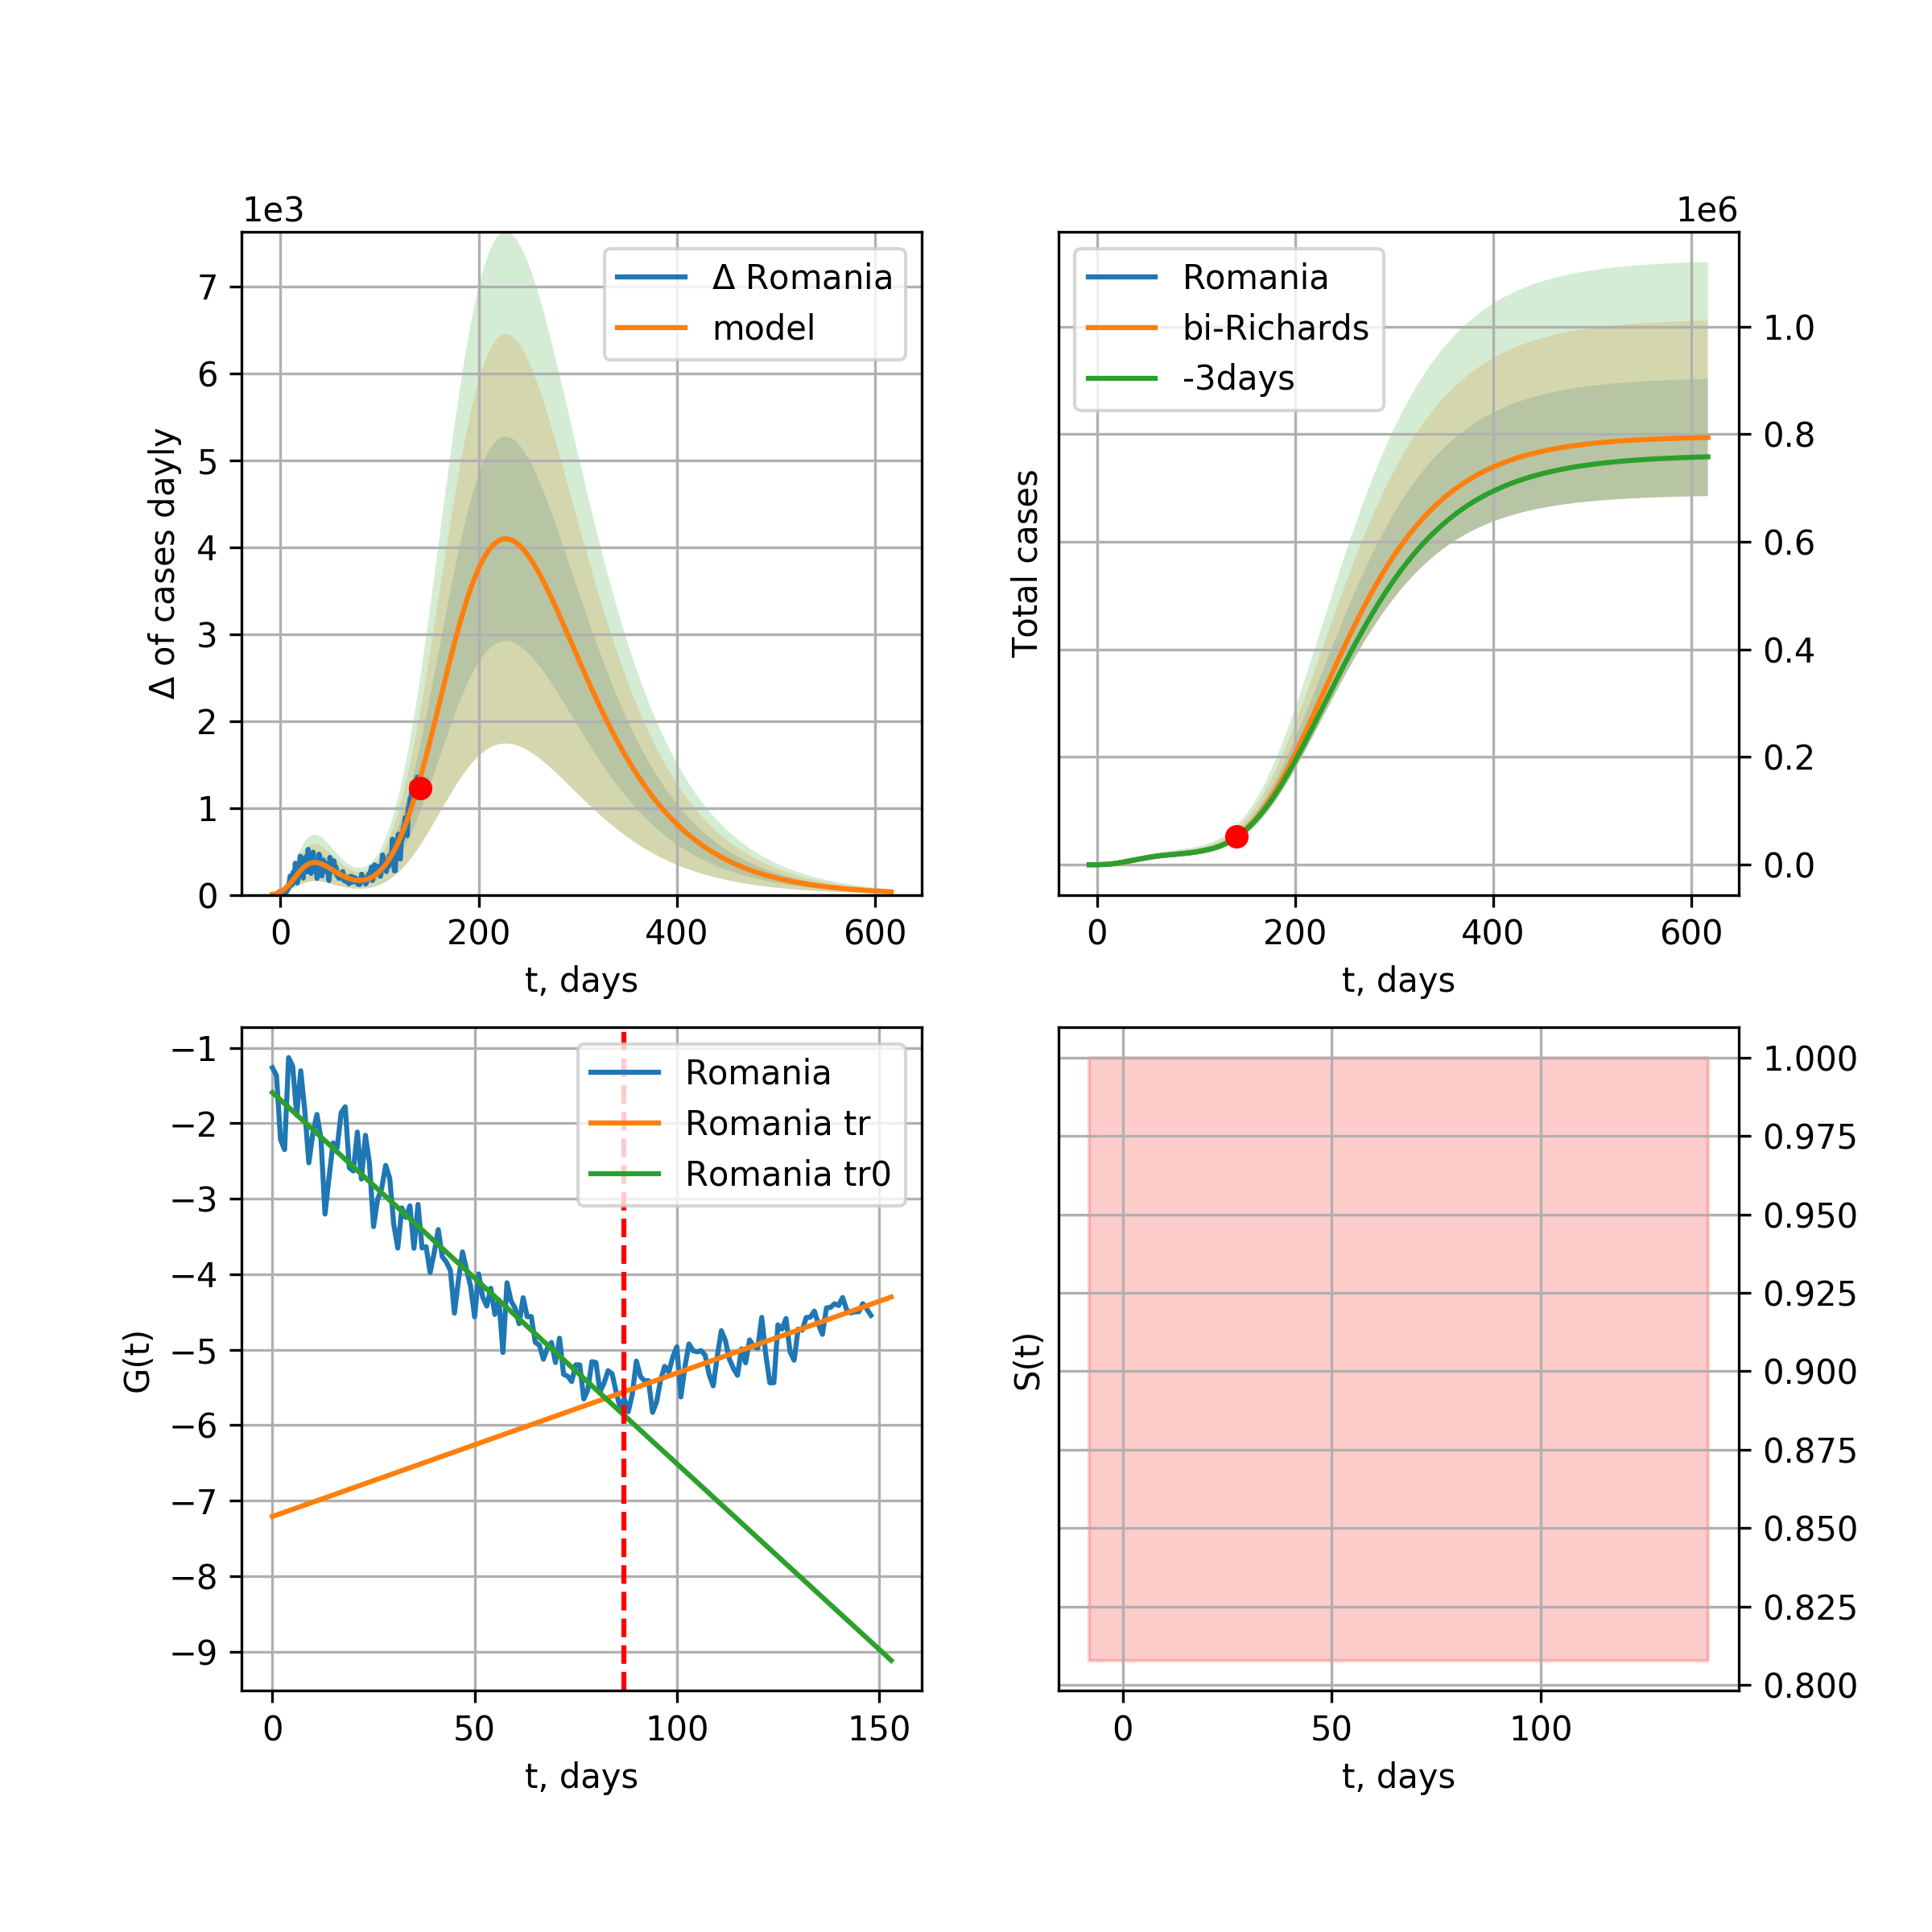 1e3
7
6
5
4
3
2
1
0
Δ of cases dayly
Δ Romania
model
0 200 400 600
t, days
1e6
Romania
bi-Richards
-3days
Total cases
1.0
0.8
0.6
0.4
0.2
0.0
0 200 400 600
t, days
−1
−2
−3
−4
−5
−6
−7
−8
−9
G(t)
Romania
Romania tr
Romania tr0
0 50 100 150
t, days
S(t)
1.000
0.975
0.950
0.925
0.900
0.875
0.850
0.825
0.800
0 50 100
t, days